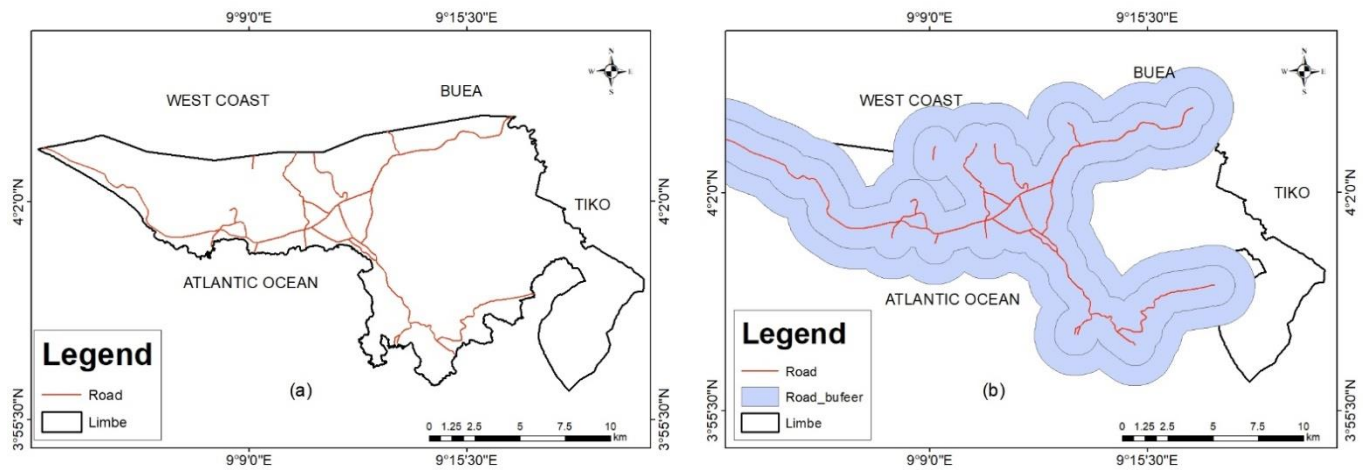 9°9'0"E
9°15'30"E
N
W E
S
BUEA
WEST COAST
4°2'0"N
4°2'0"N
TIKO
ATLANTIC OCEAN
Legend
Road
Limbe
(a)
0 1.25 2.5 5 7.5 10
km
3°55'30"N
3°55'30"N
9°9'0"E
9°15'30"E
9°9'0"E
9°15'30"E
N
W E
S
BUEA
WEST COAST
4°2'0"N
4°2'0"N
TIKO
ATLANTIC OCEAN
Legend
Road
Road_bufeer
Limbe
(b)
0 1.25 2.5 5 7.5 10
km
3°55'30"N
3°55'30"N
9°9'0"E
9°15'30"E